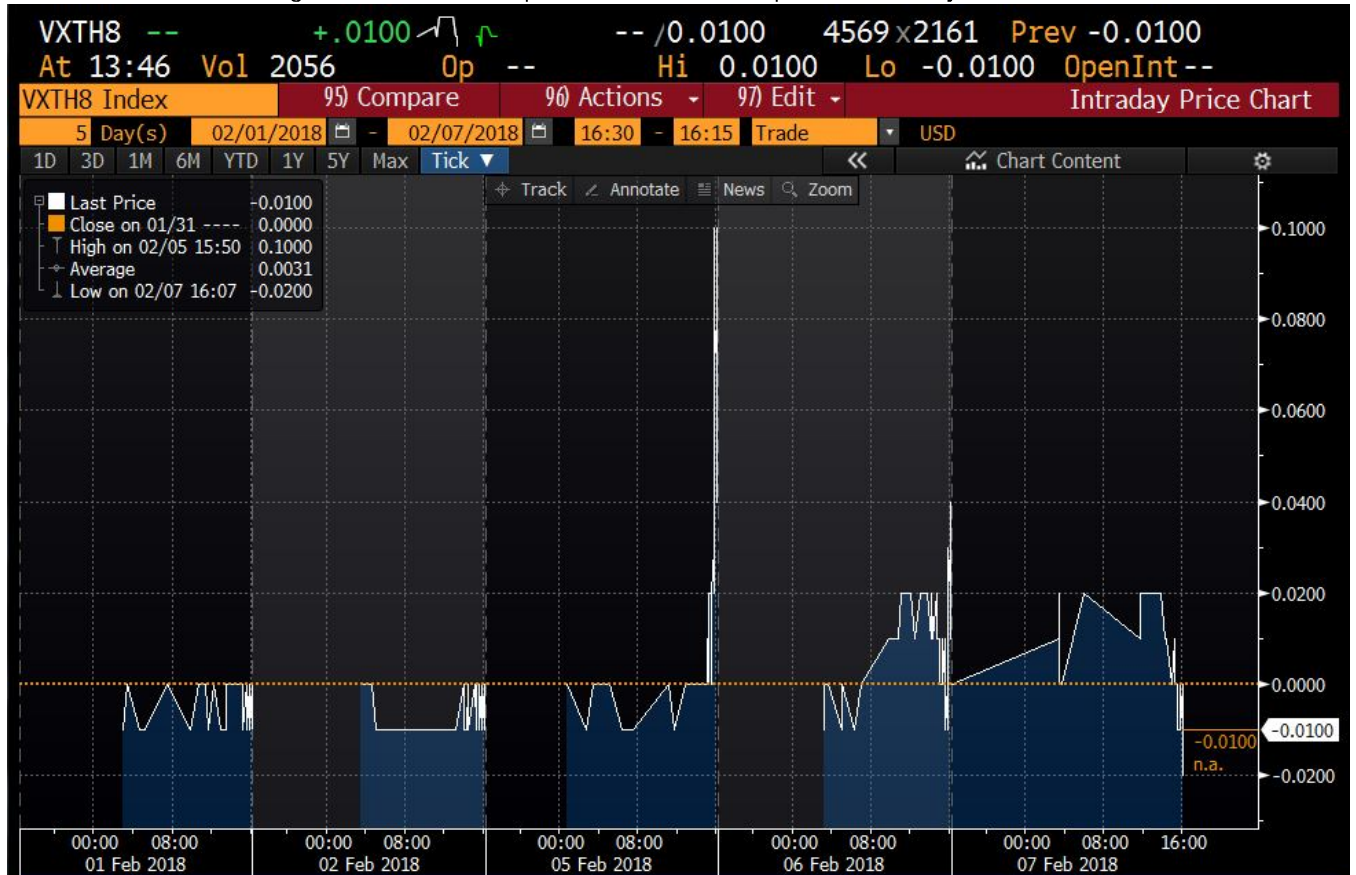 VXTH8 -- +.0100 -- /0.0100 4569 x 2161 Prev -0.0100
At 13:46 Vol 2056 Op -- Hi 0.0100 Lo -0.0100 OpenInt --
VXTH8 Index 95) Compare 96) Actions 97) Edit Intraday Price Chart
5 Day(s) 02/01/2018 - 02/07/2018 16:30 - 16:15 Trade USD
1D 3D 1M 6M YTD 1Y 5Y Max Tick ▼ « Chart Content
Track Annotate News Zoom
Last Price -0.0100
Close on 01/31 ---- 0.0000
High on 02/05 15:50 0.1000
Average 0.0031
Low on 02/07 16:07 -0.0200
0.1000
0.0800
0.0600
0.0400
0.0200
0.0000
-0.0100
-0.0100
n.a.
-0.0200
00:00 08:00 00:00 08:00 00:00 08:00 00:00 08:00 00:00 08:00 16:00
01 Feb 2018 02 Feb 2018 05 Feb 2018 06 Feb 2018 07 Feb 2018